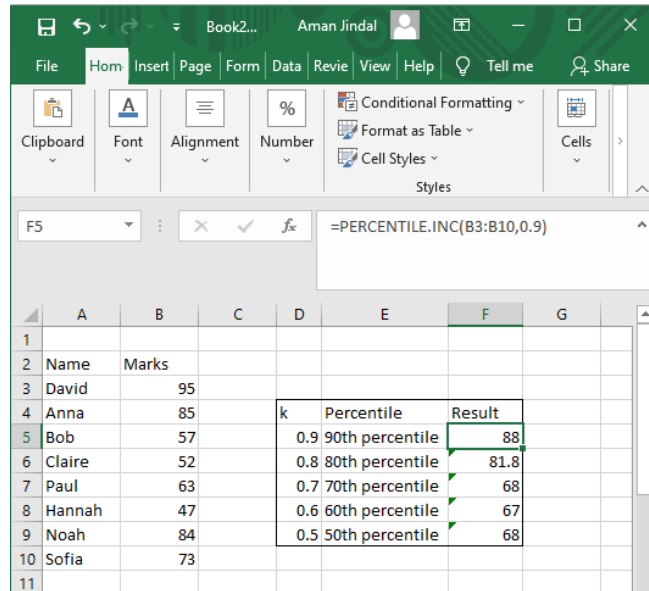 Book2... Aman Jindal
File Hom Insert Page Form Data Revie View Help Tell me Share
Clipboard Font Alignment % Number Conditional Formatting Format as Table Cell Styles Cells
Styles
F5 fx =PERCENTILE.INC(B3:B10,0.9)
A B C D E F G
1
2 Name Marks
3 David 95
4 Anna 85 k Percentile Result
5 Bob 57 0.9 90th percentile 88
6 Claire 52 0.8 80th percentile 81.8
7 Paul 63 0.7 70th percentile 68
8 Hannah 47 0.6 60th percentile 67
9 Noah 84 0.5 50th percentile 68
10 Sofia 73
11